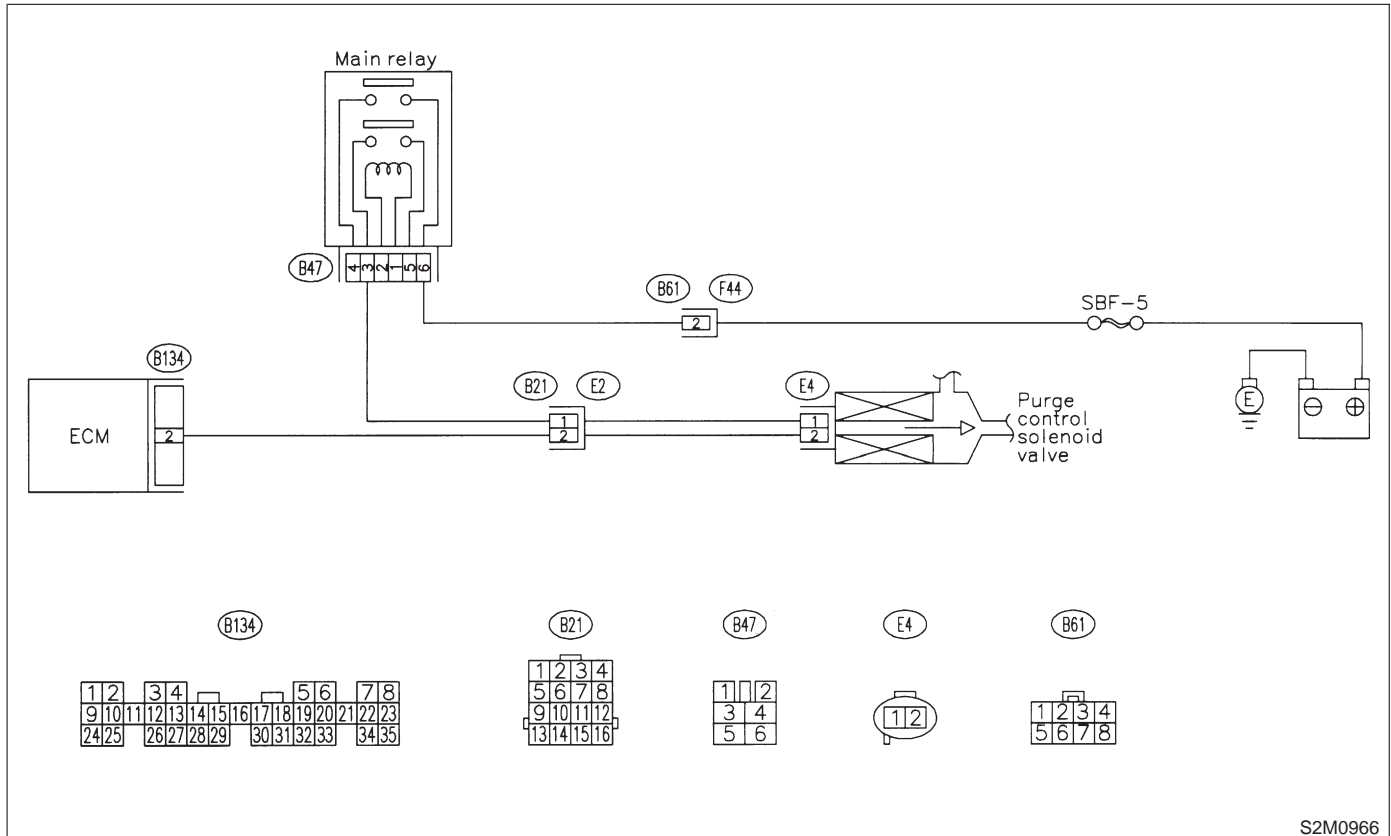 Main relay
B47
4 3 2 1 5 6
B61 F44
2
SBF-5
B134
B21 E2
E4
ECM
2
1
2
1
2
Purge
control
solenoid
valve
E
⊖ ⊕
B134
B21
B47
E4
B61
1 2 3 4 5 6 7 8
9 10 11 12 13 14 15 16 17 18 19 20 21 22 23
24 25 26 27 28 29 30 31 32 33 34 35
1 2 3 4
5 6 7 8
9 10 11 12
13 14 15 16
1 2
3 4
5 6
1 2
1 2 3 4
5 6 7 8
S2M0966